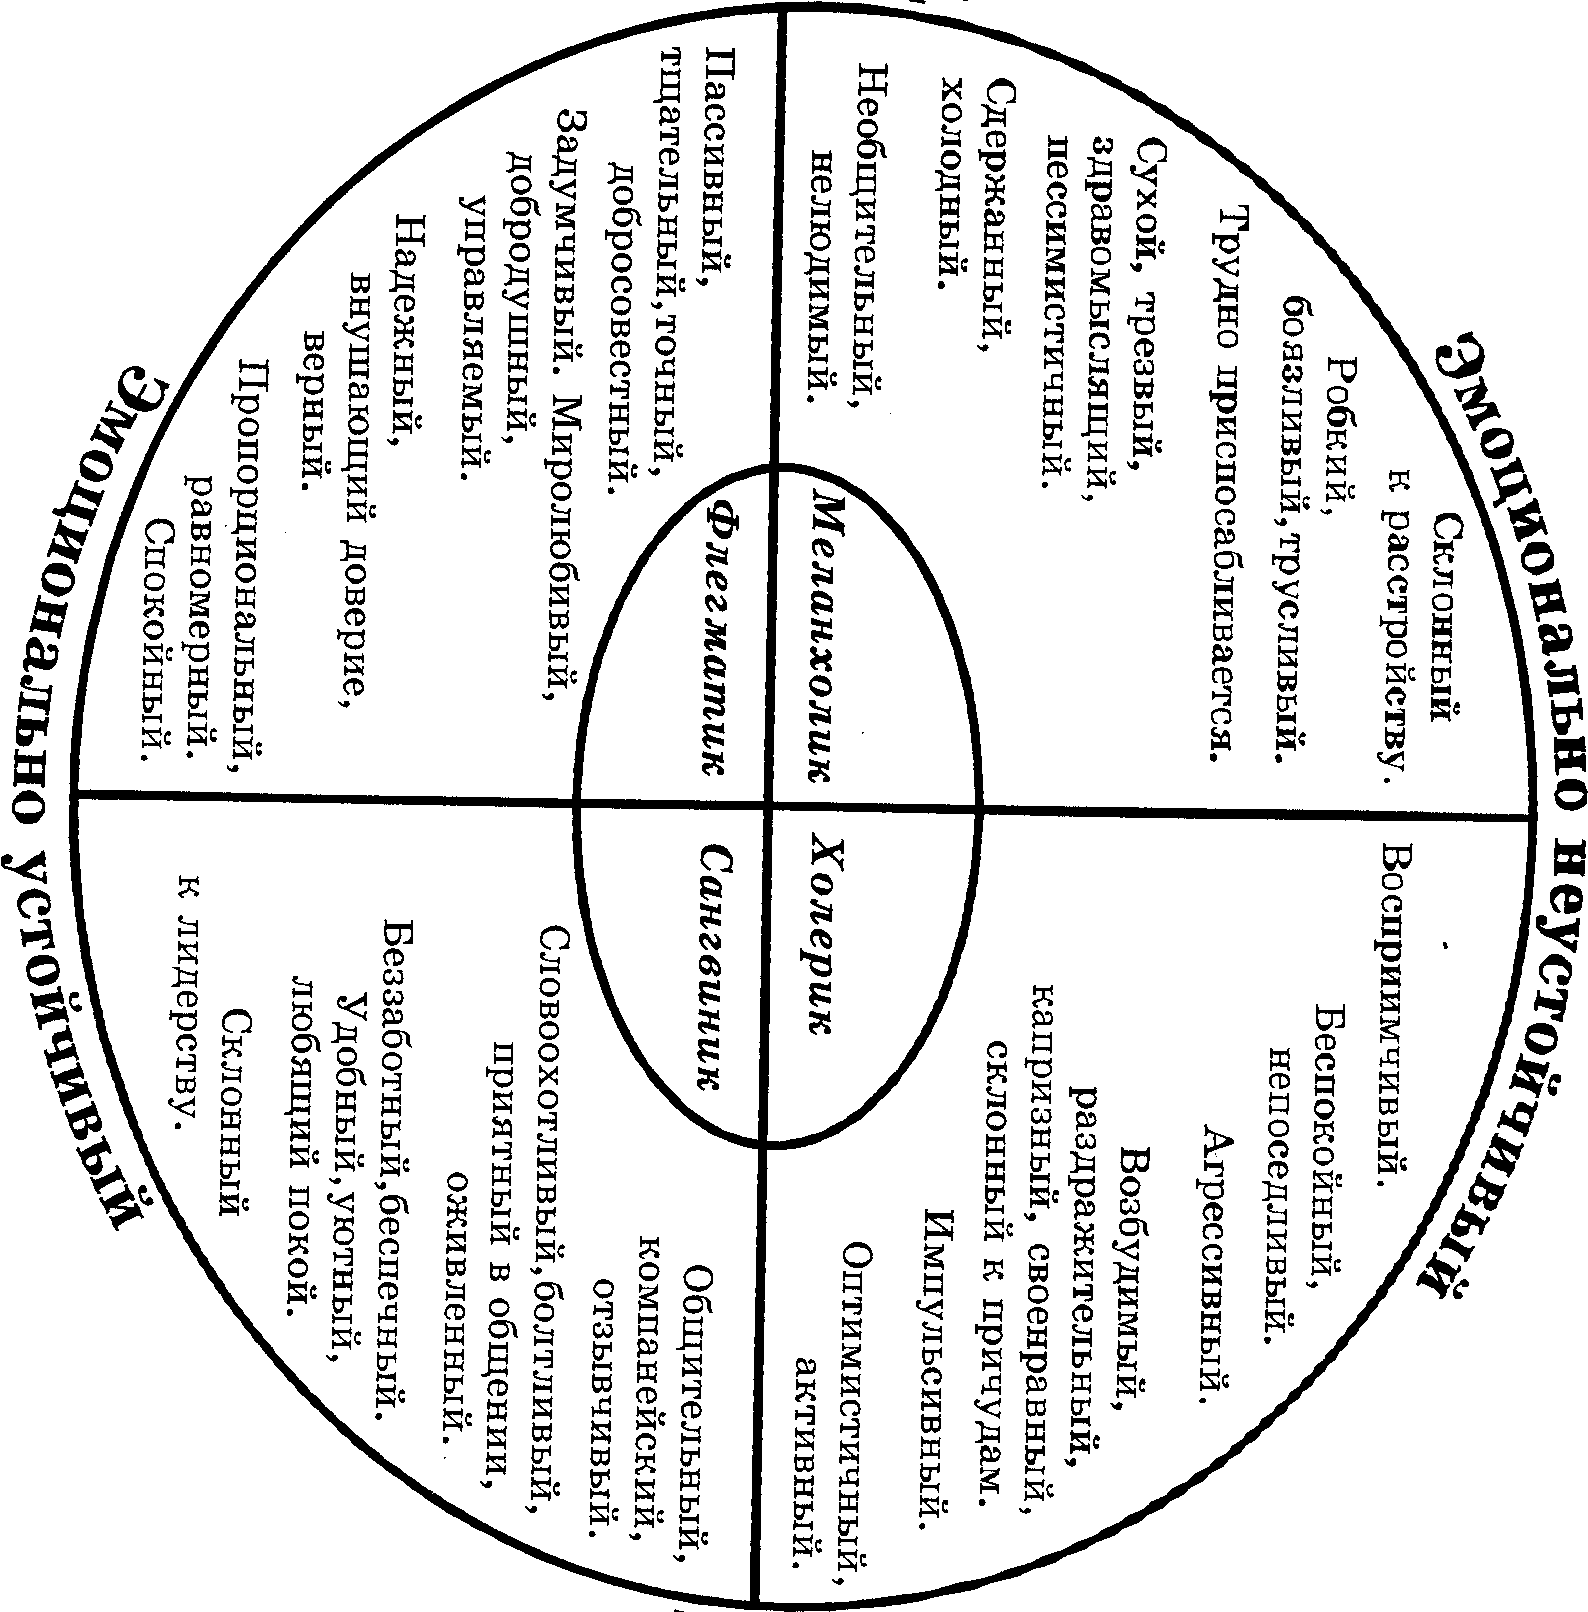 Эмоционально неустойчивый
Склонный
к расстройству.
Робкий,
боязливый, трусливый.
Трудно приспосабливается.
Сухой, трезвый,
здравомыслящий,
пессимистичный.
Сдержанный,
холодный.
Необщительный,
нелюдимый.
Меланхолик
Восприимчивый.
Беспокойный,
непоседливый.
Агрессивный.
Возбудимый,
раздражительный,
капризный, своенравный,
склонный к причудам.
Импульсивный.
Оптимистичный,
активный.
Холерик
Флегматик
Пассивный,
тщательный, точный,
добросовестный.
Задумчивый. Миролюбивый,
добродушный,
управляемый.
Надежный,
внушающий доверие,
верный.
Пропорциональный,
равномерный.
Спокойный.
Сангвиник
Общительный,
компанейский,
отзывчивый.
Словоохотливый, болтливый,
приятный в общении,
оживленный.
Беззаботный, беспечный.
Удобный, уютный,
любящий покой.
Склонный
к лидерству.
Эмоционально устойчивый